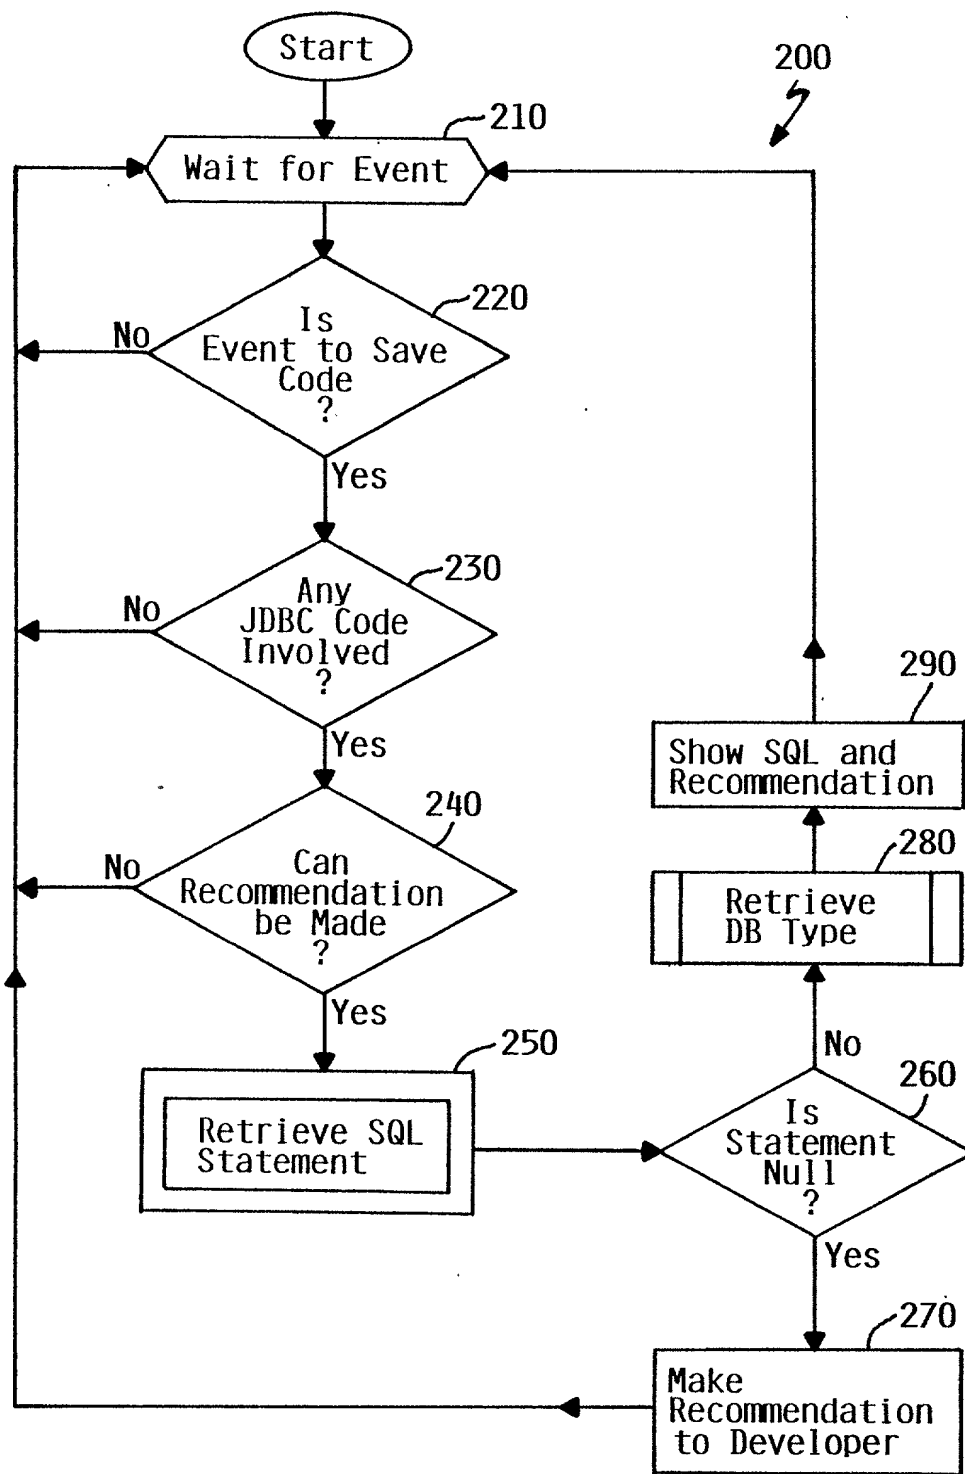 Start
200
210
Wait for Event
220
Is
Event to Save
Code
?
No
Yes
230
Any
JDBC Code
Involved
?
No
Yes
240
Can
Recommendation
be Made
?
No
Yes
250
Retrieve SQL
Statement
260
Is
Statement
Null
?
No
Yes
270
Make
Recommendation
to Developer
280
Retrieve
DB Type
290
Show SQL and
Recommendation